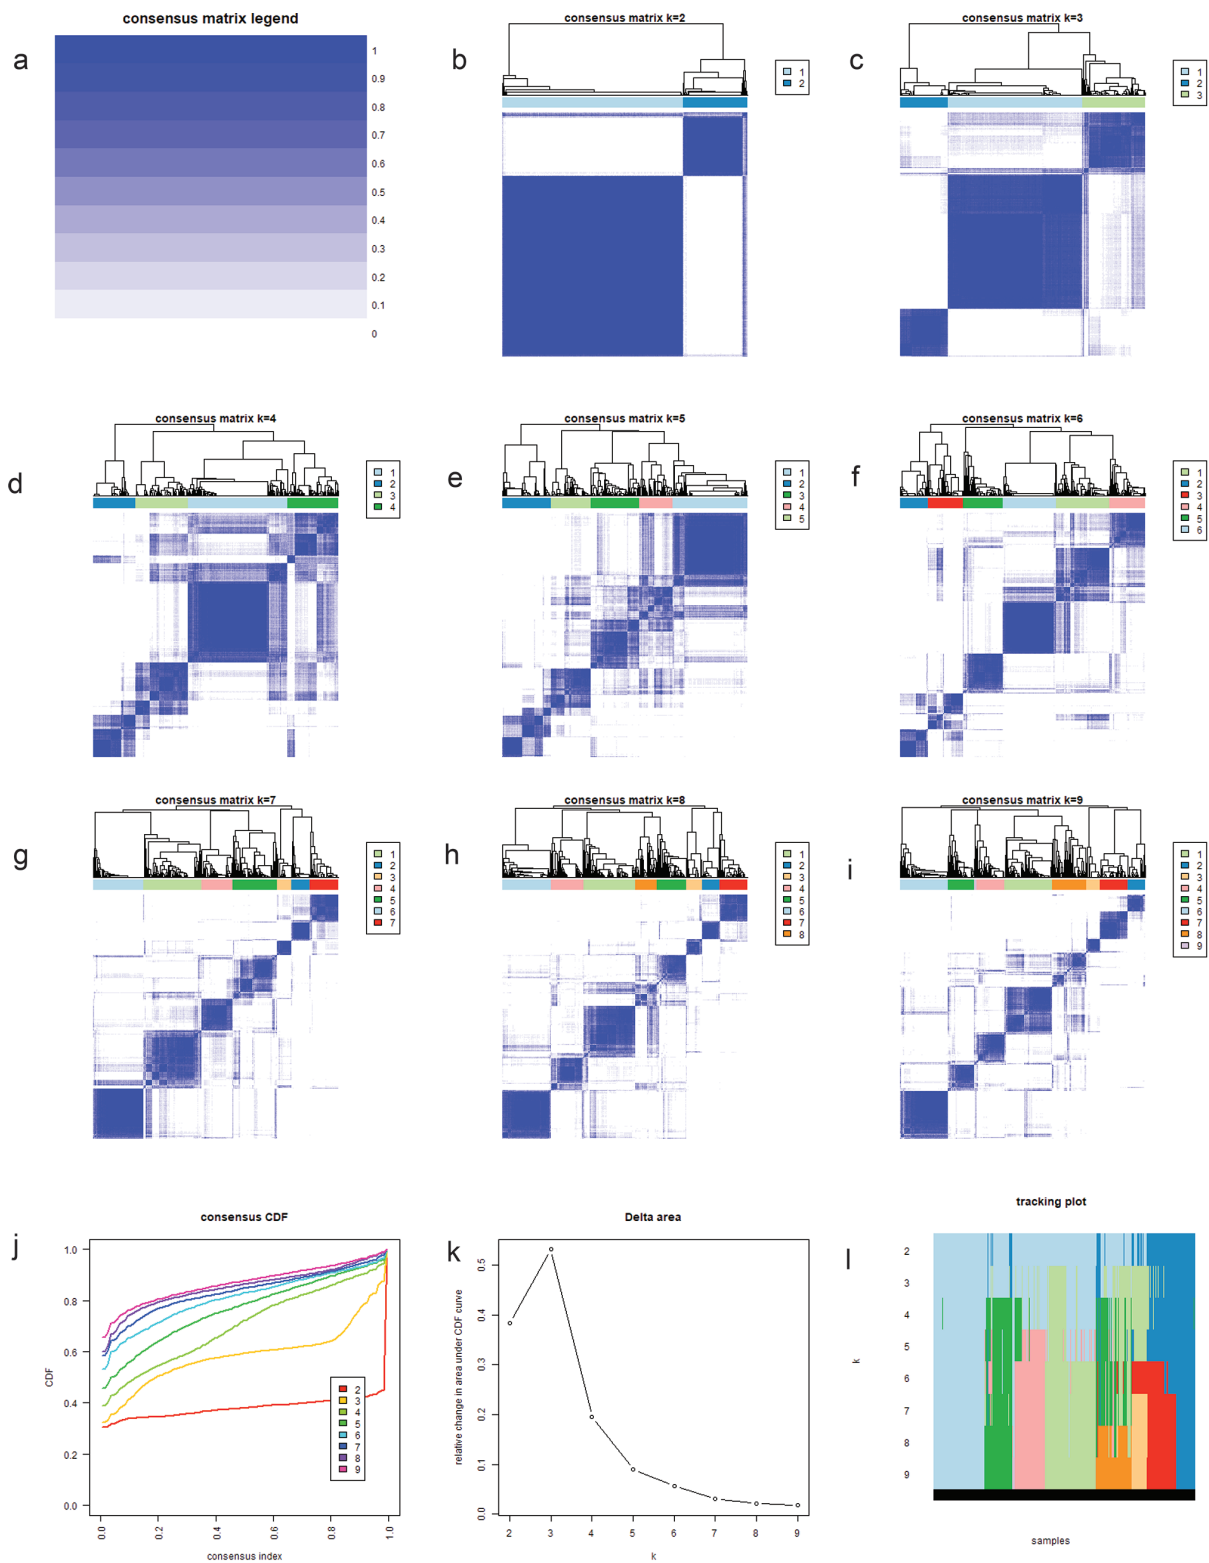 consensus matrix legend
a
1
0.9
0.8
0.7
0.6
0.5
0.4
0.3
0.2
0.1
0
b
consensus matrix k=2
1
2
c
consensus matrix k=3
1
2
3
d
consensus matrix k=4
1
2
3
4
e
consensus matrix k=5
1
2
3
4
5
f
consensus matrix k=6
1
2
3
4
5
6
g
consensus matrix k=7
1
2
3
4
5
6
7
h
consensus matrix k=8
1
2
3
4
5
6
7
8
i
consensus matrix k=9
1
2
3
4
5
6
7
8
9
j
consensus CDF
CDF
1.0
0.8
0.6
0.4
0.2
0.0
2
3
4
5
6
7
8
9
0.0 0.2 0.4 0.6 0.8 1.0
consensus index
k
Delta area
relative change in area under CDF curve
0.5
0.4
0.3
0.2
0.1
0.0
2 3 4 5 6 7 8 9
k
l
tracking plot
k
2
3
4
5
6
7
8
9
samples